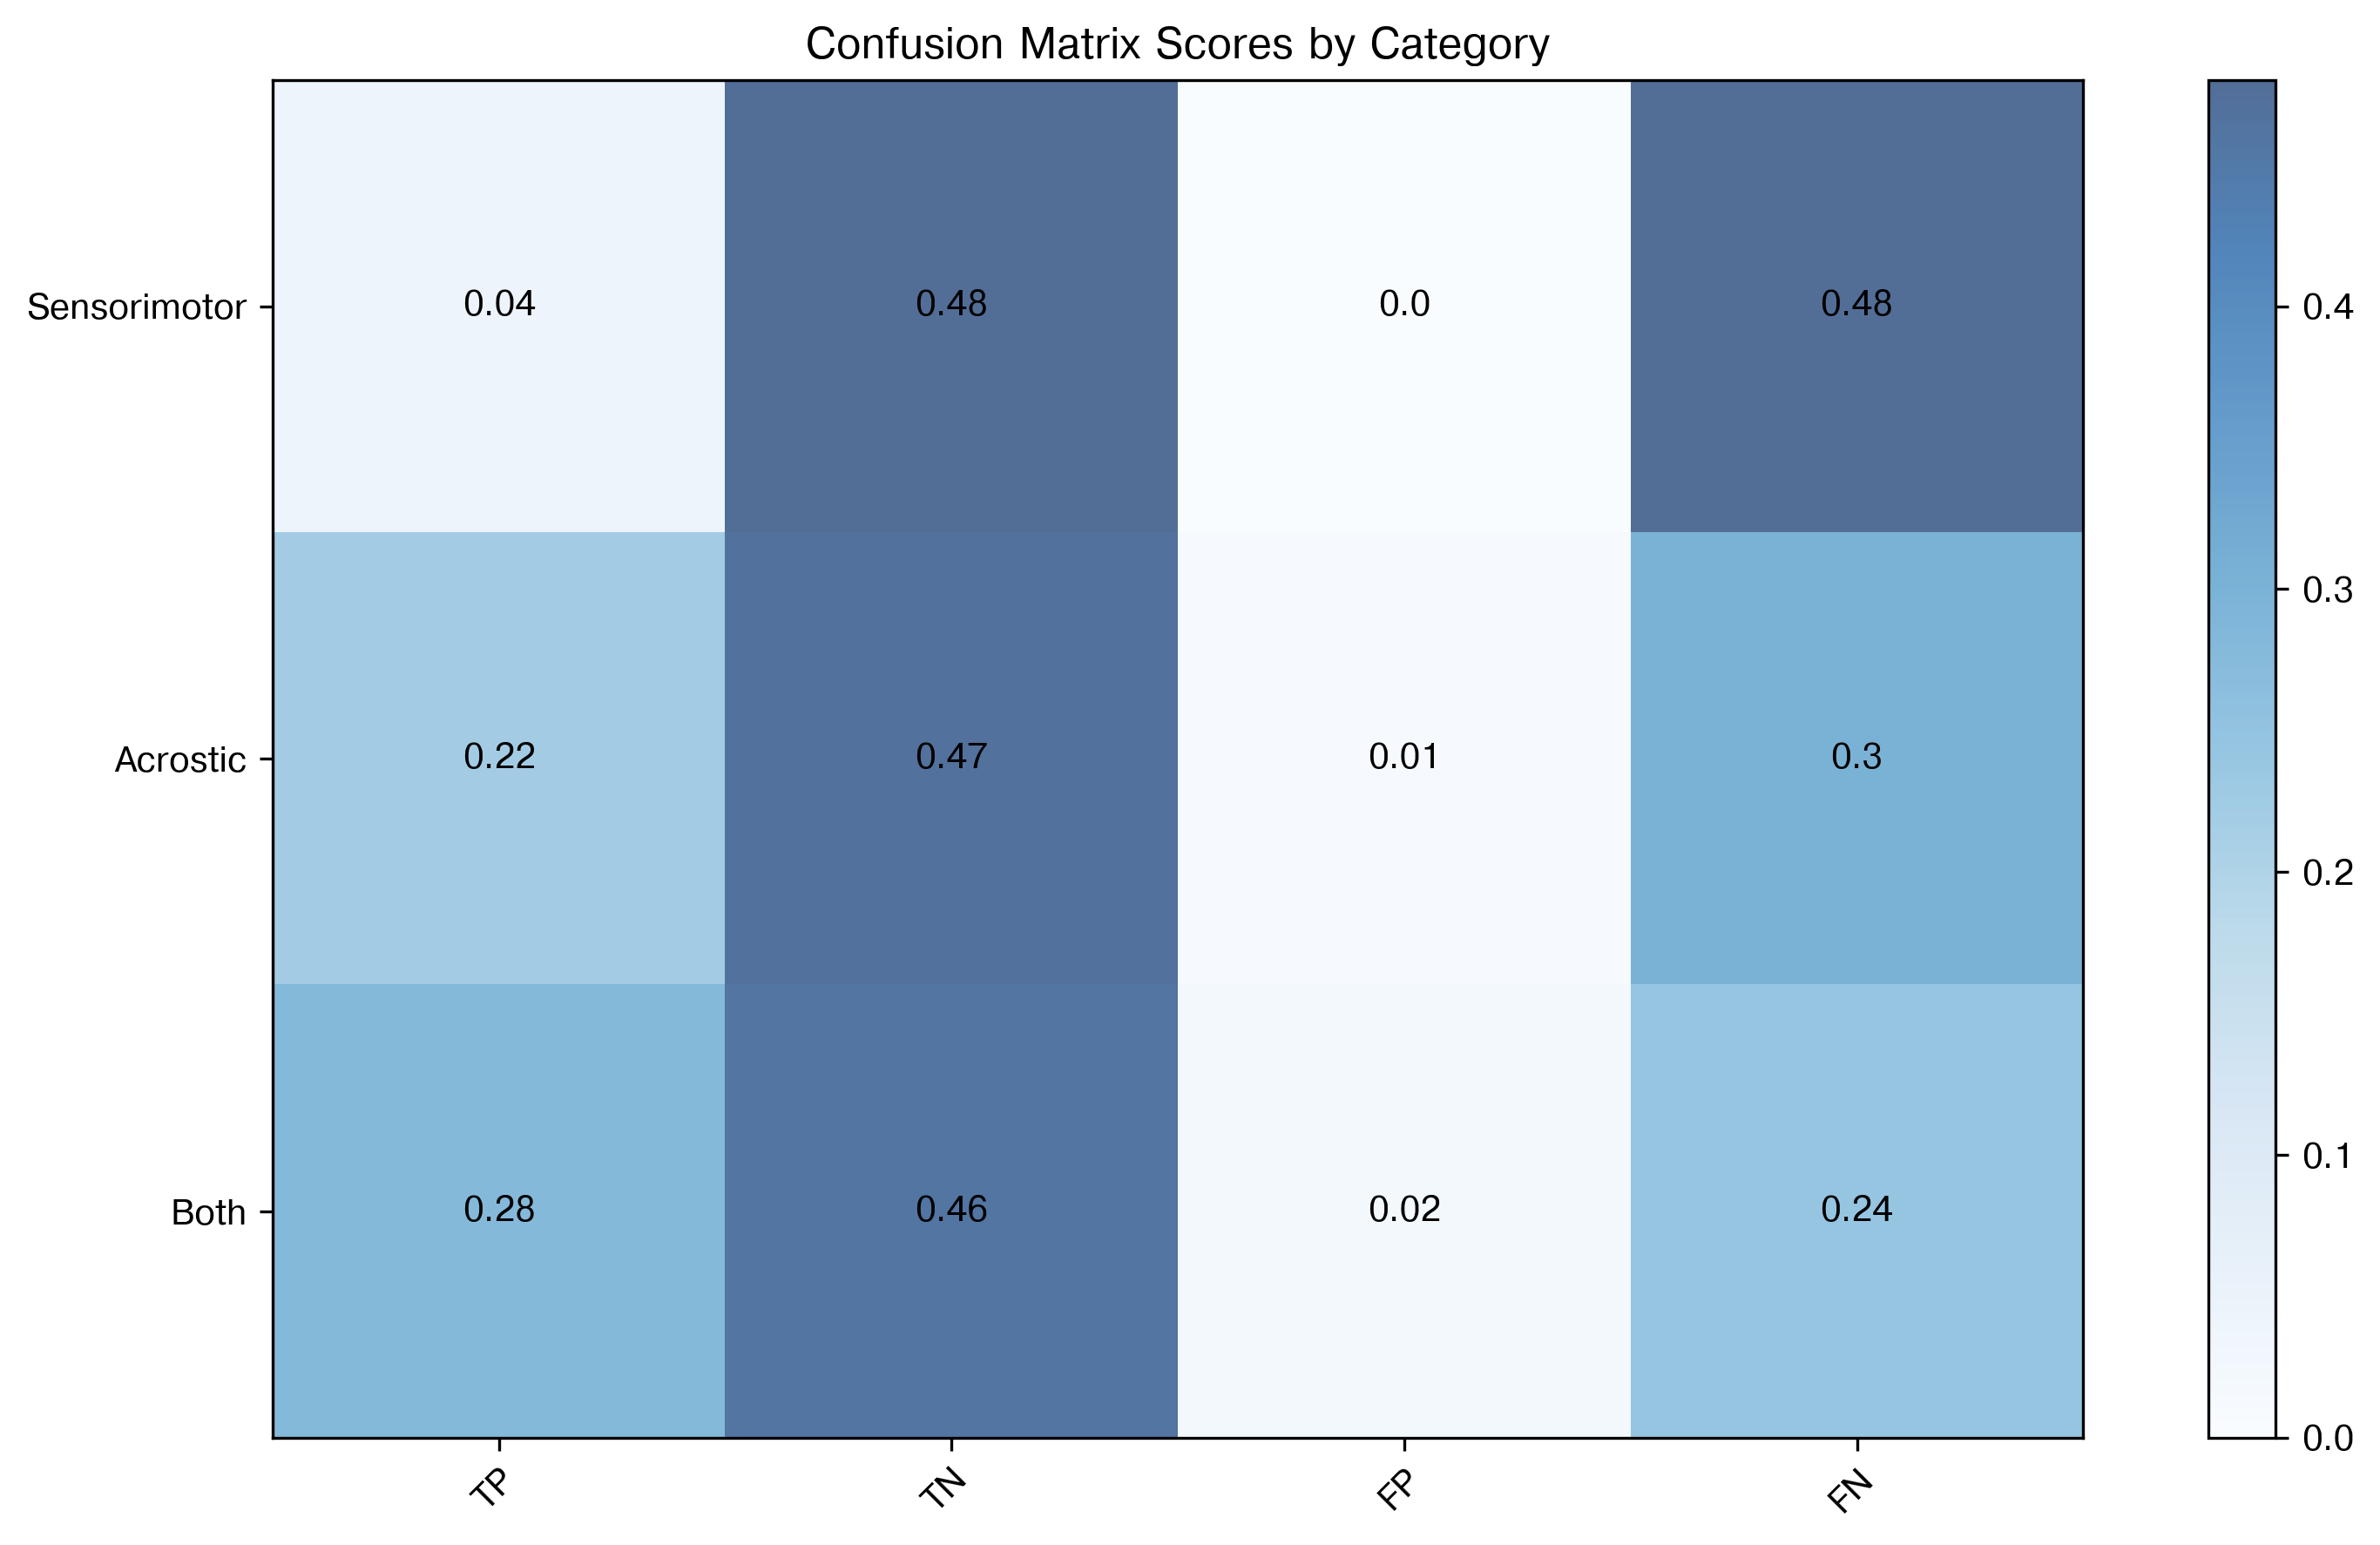 Confusion Matrix Scores by Category
Sensorimotor 0.04 0.48 0.0 0.48
Acrostic 0.22 0.47 0.01 0.3
Both 0.28 0.46 0.02 0.24
TP TN FP FN
0.4
0.3
0.2
0.1
0.0